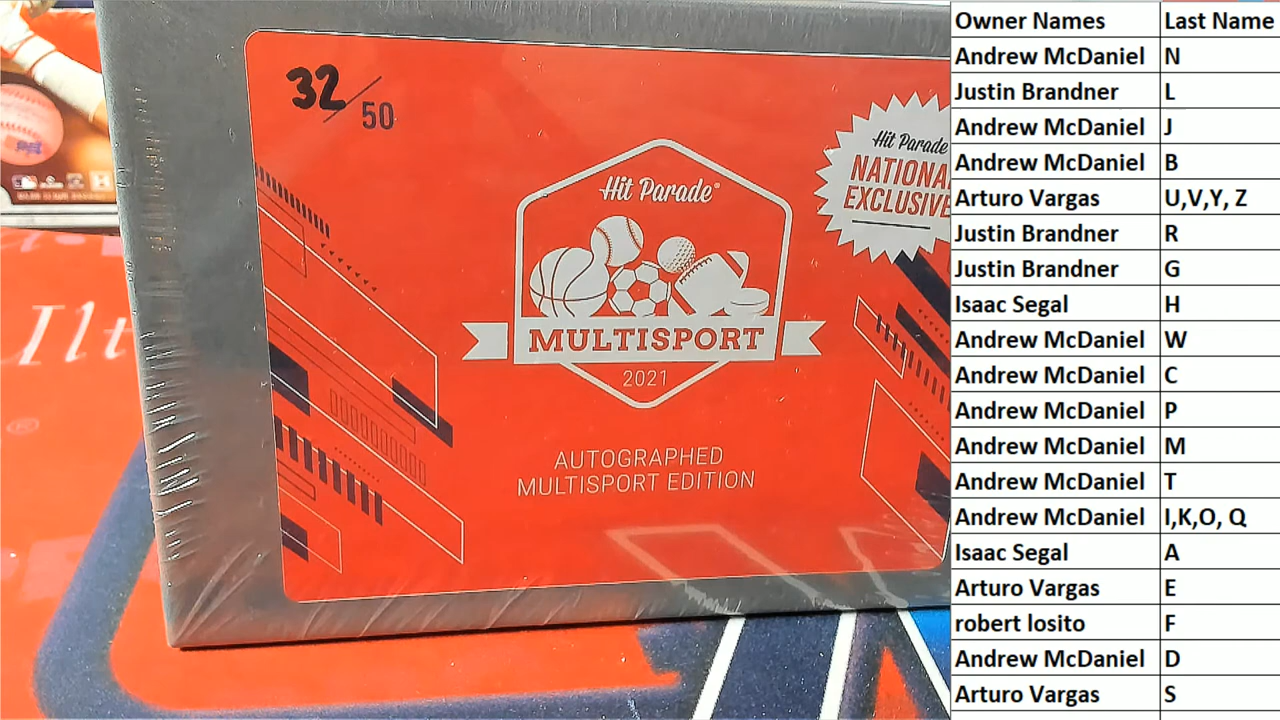 32/50
Hit Parade®
MULTISPORT
2021
AUTOGRAPHED
MULTISPORT EDITION
Hit Parade
NATIONAL
EXCLUSIVE
Ilt
Owner Names Last Name
Andrew McDaniel N
Justin Brandner L
Andrew McDaniel J
Andrew McDaniel B
Arturo Vargas U,V,Y, Z
Justin Brandner R
Justin Brandner G
Isaac Segal H
Andrew McDaniel W
Andrew McDaniel C
Andrew McDaniel P
Andrew McDaniel M
Andrew McDaniel T
Andrew McDaniel I,K,O, Q
Isaac Segal A
Arturo Vargas E
robert losito F
Andrew McDaniel D
Arturo Vargas S